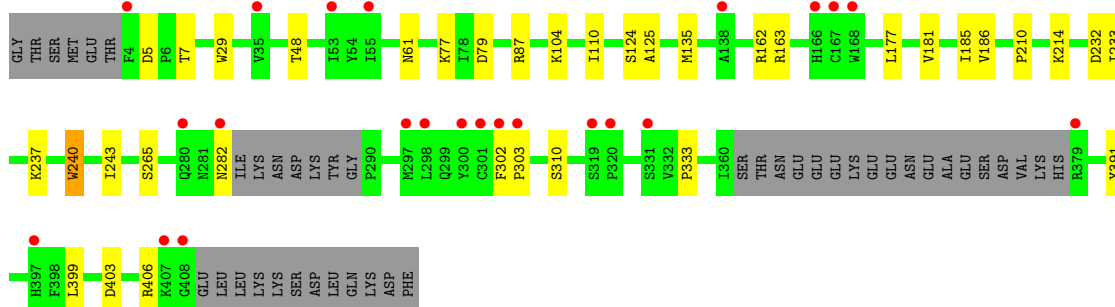 GLY THR SER MET GLU THR F4 D5 P6 T7 W29 V35 T48 I53 Y54 I55 N61 K77 I78 D79 R87 K104 I110 S124 A125 M135 A138 R162 R163 H166 C167 W168 L177 V181 I185 V186 P210 K214 D232
K237 W240 I243 S265 Q280 N281 N282 ILE LYS ASN ASP LYS TYR GLY P290 M297 L298 Q299 Y300 C301 F302 P303 S310 S319 P320 S331 V332 P333 I360 SER THR ASN GLU GLU GLU LYS GLU GLU ASN GLU ALA GLU SER ASP VAL LYS HIS R379
H397 F398 L399 D403 R406 K407 G408 GLU LEU LEU LYS LYS SER ASP LEU GLN LYS ASP PHE